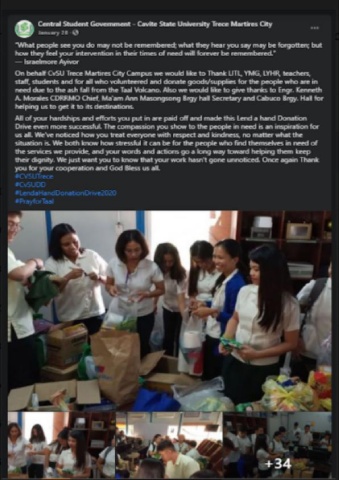 Central Student Government - Cavite State University Trece Martires City
January 28
"What people see you do may not be remembered; what they hear you say may be forgotten; but
how they feel your intervention in their times of need will forever be remembered."
— Israelmore Ayivor
On behalf CvSU Trece Martires City Campus we would like to Thank UTL, YMG, LYHR, teachers,
staff, students and for all who volunteered and donate goods/supplies for the people who are in
need due to the ash fall from the Taal Volcano. Also we would like to give thanks to Engr. Kenneth
A. Morales CDRRMO Chief, Ma'am Ann Masongsong Brgy hall Secretary and Cabuco Brgy. Hall for
helping us to get it to its destinations.
All of your hardships and efforts you put in are paid off and made this Lend a hand Donation
Drive even more successful. The compassion you show to the people in need is an inspiration for
us all. We've noticed how you treat everyone with respect and kindness, no matter what the
situation is. We both know how stressful it can be for the people who find themselves in need of
the services we provide, and your words and actions go a long way toward helping them keep
their dignity. We just want you to know that your work hasn't gone unnoticed. Once again Thank
you for your cooperation and God Bless us all.
#CVSUTrece
#CvSUDD
#LendaHandDonationDrive2020
#PrayforTaal
+34